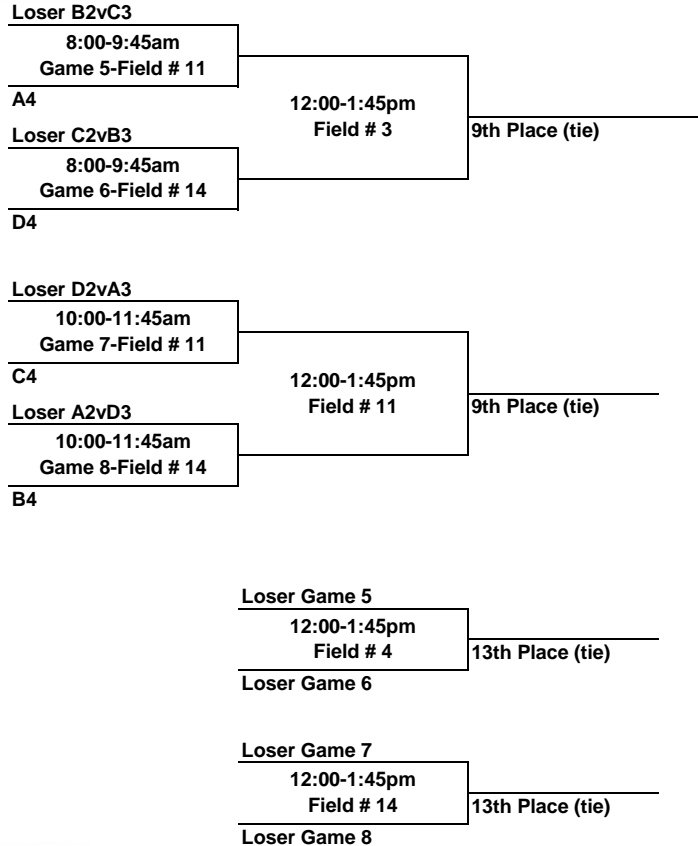 Loser B2vC3
8:00-9:45am
Game 5-Field # 11
A4
12:00-1:45pm
Field # 3
9th Place (tie)
Loser C2vB3
8:00-9:45am
Game 6-Field # 14
D4
Loser D2vA3
10:00-11:45am
Game 7-Field # 11
C4
12:00-1:45pm
Field # 11
9th Place (tie)
Loser A2vD3
10:00-11:45am
Game 8-Field # 14
B4
Loser Game 5
12:00-1:45pm
Field # 4
13th Place (tie)
Loser Game 6
Loser Game 7
12:00-1:45pm
Field # 14
13th Place (tie)
Loser Game 8